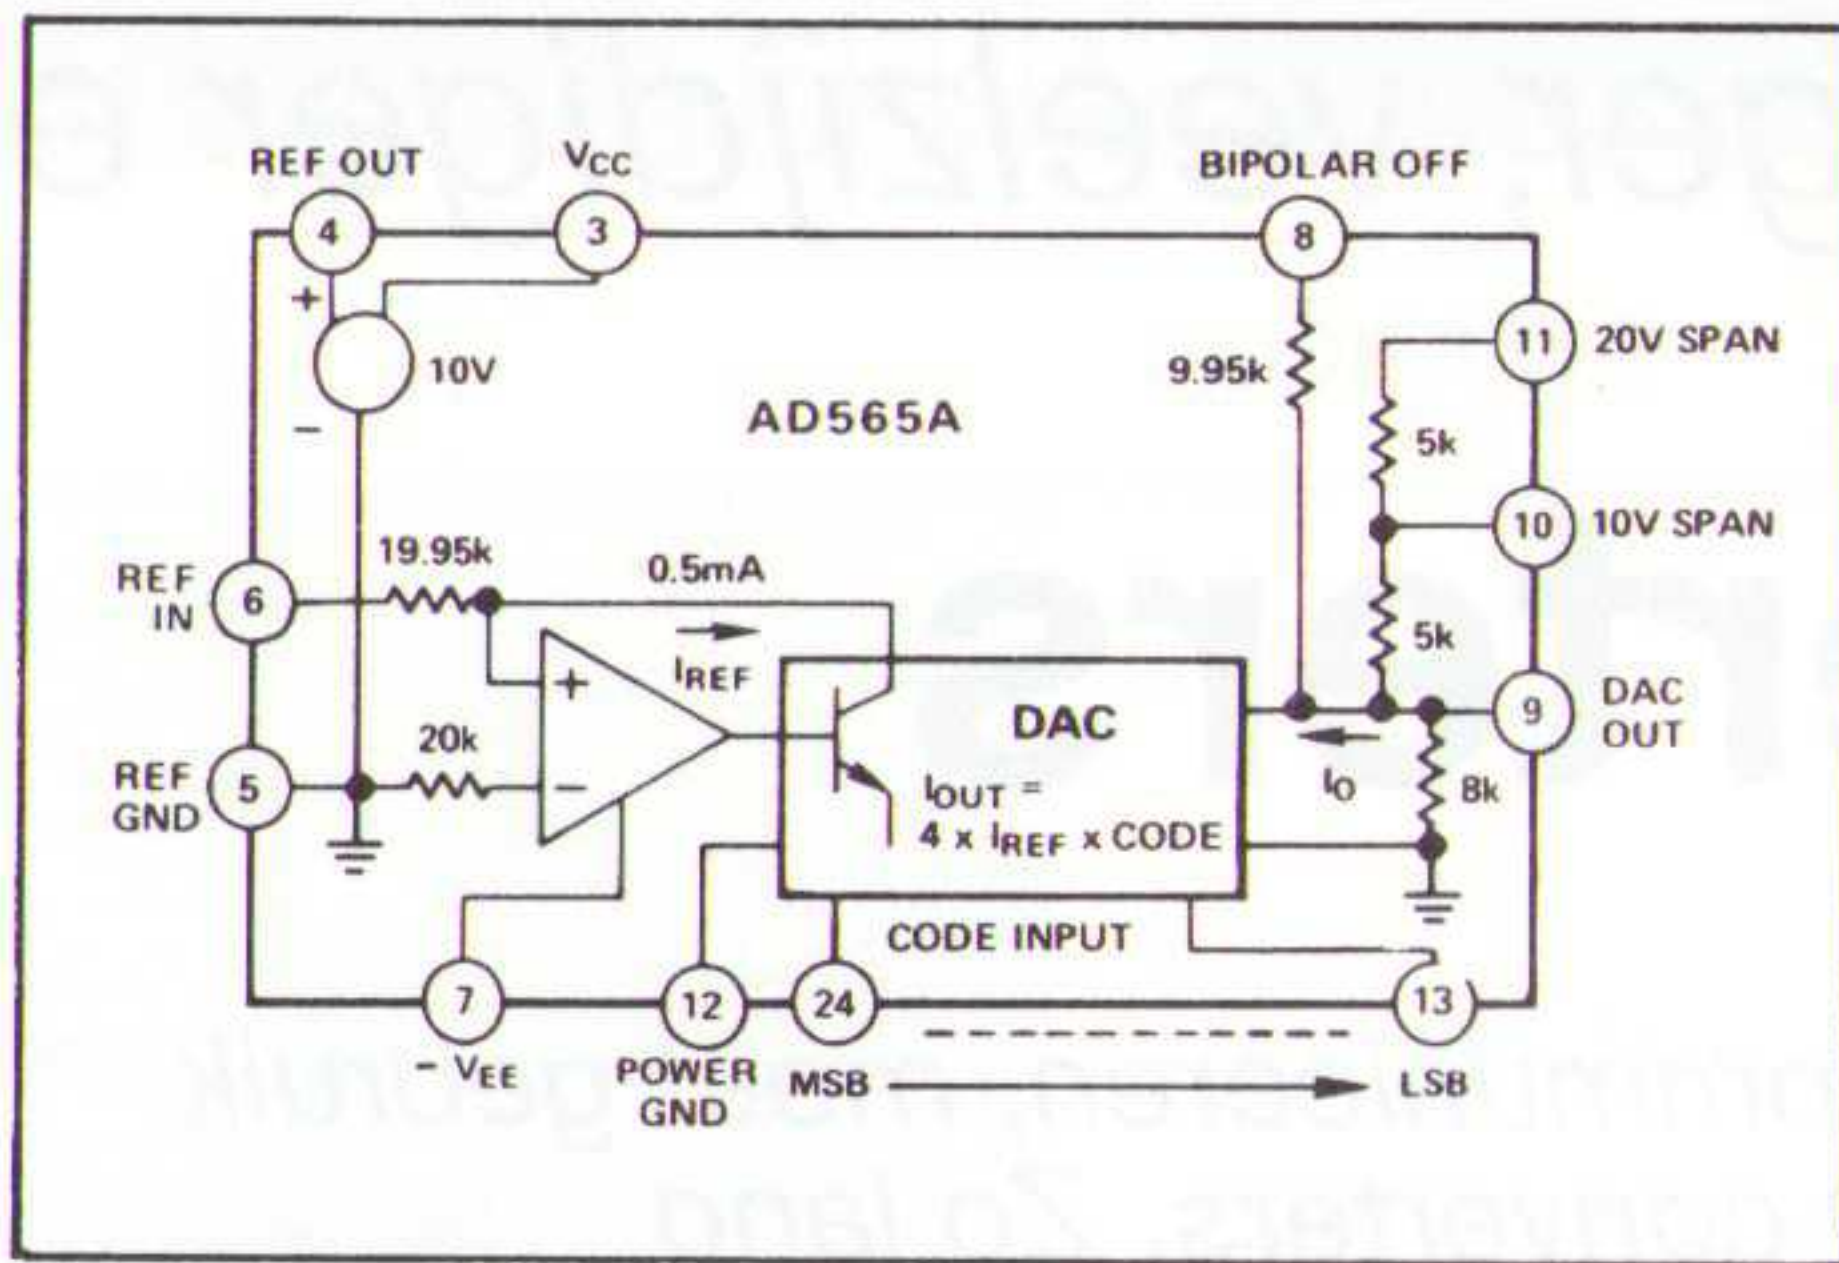 REF OUT
VCC
BIPOLAR OFF
4
3
8
+
10V
−
9.95k
11
20V SPAN
5k
AD565A
10
10V SPAN
19.95k
0.5mA
REF
IN
6
IREF
+
5k
DAC
9
DAC
OUT
REF
GND
5
20k
−
IOUT =
4 x IREF x CODE
IO
8k
CODE INPUT
7
12
24
13
− VEE
POWER
GND
MSB
LSB